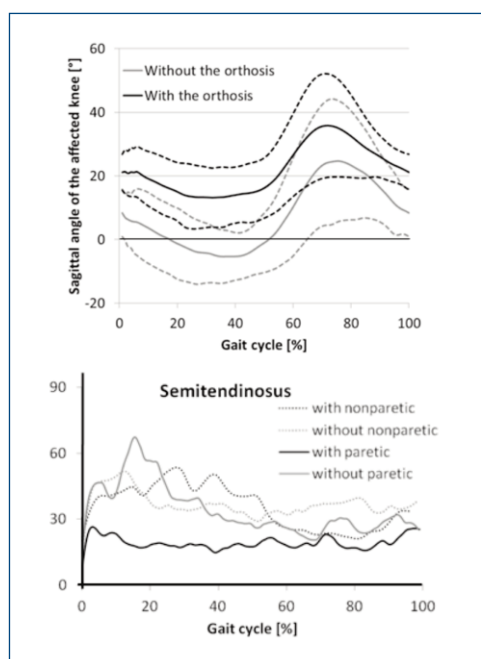 Sagittal angle of the affected knee [°]
60
40
20
0
-20
Without the orthosis
With the orthosis
0 20 40 60 80 100
Gait cycle [%]
Semitendinosus
90
60
30
0
with nonparetic
without nonparetic
with paretic
without paretic
0 20 40 60 80 100
Gait cycle [%]